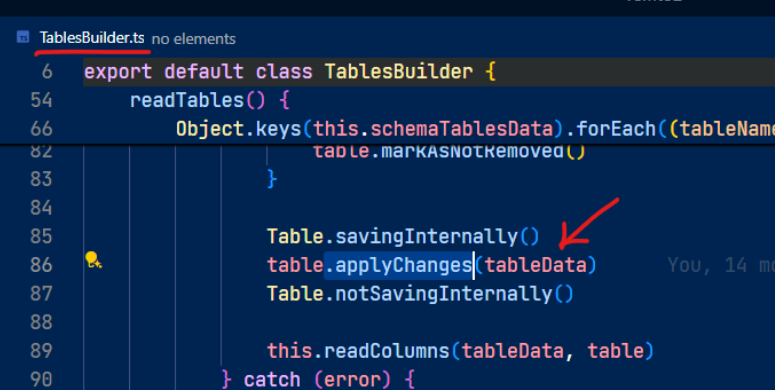 TablesBuilder.ts no elements
6 export default class TablesBuilder {
54 readTables() {
66 Object.keys(this.schemaTablesData).forEach((tableName
82 table.markAsNotRemoved()
83 }
84
85 Table.savingInternally()
86 table.applyChanges(tableData) You, 14 mo
87 Table.notSavingInternally()
88
89 this.readColumns(tableData, table)
90 } catch (error) {